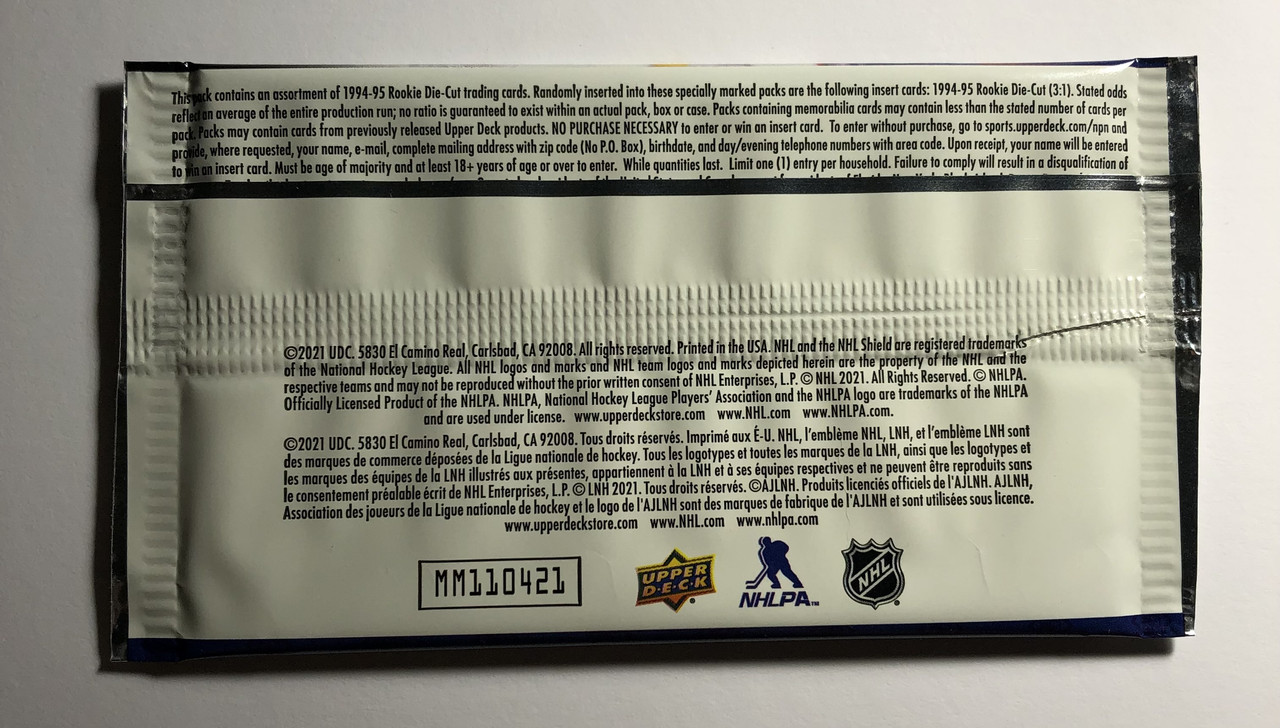 This pack contains an assortment of 1994-95 Rookie Die-Cut trading cards. Randomly inserted into these specially marked packs are the following insert cards: 1994-95 Rookie Die-Cut (3:1). Stated odds
reflect an average of the entire production run; no ratio is guaranteed to exist within an actual pack, box or case. Packs containing memorabilia cards may contain less than the stated number of cards per
pack. Packs may contain cards from previously released Upper Deck products. NO PURCHASE NECESSARY to enter or win an insert card. To enter without purchase, go to sports.upperdeck.com/npn and
provide, where requested, your name, e-mail, complete mailing address with zip code (No P.O. Box), birthdate, and day/evening telephone numbers with area code. Upon receipt, your name will be entered
to win an insert card. Must be age of majority and at least 18+ years of age or over to enter. While quantities last. Limit one (1) entry per household. Failure to comply will result in a disqualification of
©2021 UDC. 5830 El Camino Real, Carlsbad, CA 92008. All rights reserved. Printed in the USA. NHL and the NHL Shield are registered trademarks
of the National Hockey League. All NHL logos and marks and NHL team logos and marks depicted herein are the property of the NHL and the
respective teams and may not be reproduced without the prior written consent of NHL Enterprises, L.P. © NHL 2021. All Rights Reserved. © NHLPA.
Officially Licensed Product of the NHLPA. NHLPA, National Hockey League Players' Association and the NHLPA logo are trademarks of the NHLPA
and are used under license. www.upperdeckstore.com www.NHL.com www.NHLPA.com.
©2021 UDC. 5830 El Camino Real, Carlsbad, CA 92008. Tous droits réservés. Imprimé aux É-U. NHL, l'emblème NHL, LNH, et l'emblème LNH sont
des marques de commerce déposées de la Ligue nationale de hockey. Tous les logotypes et toutes les marques de la LNH, ainsi que les logotypes et
les marques des équipes de la LNH illustrés aux présentes, appartiennent à la LNH et à ses équipes respectives et ne peuvent être reproduits sans
le consentement préalable écrit de NHL Enterprises, L.P. © LNH 2021. Tous droits réservés. ©AJLNH. Produits licenciés officiels de l'AJLNH. AJLNH,
Association des joueurs de la Ligue nationale de hockey et le logo de l'AJLNH sont des marques de fabrique de l'AJLNH et sont utilisées sous licence.
www.upperdeckstore.com www.NHL.com www.nhlpa.com
MM110421
UPPER
D·E·C·K
NHLPA™
NHL